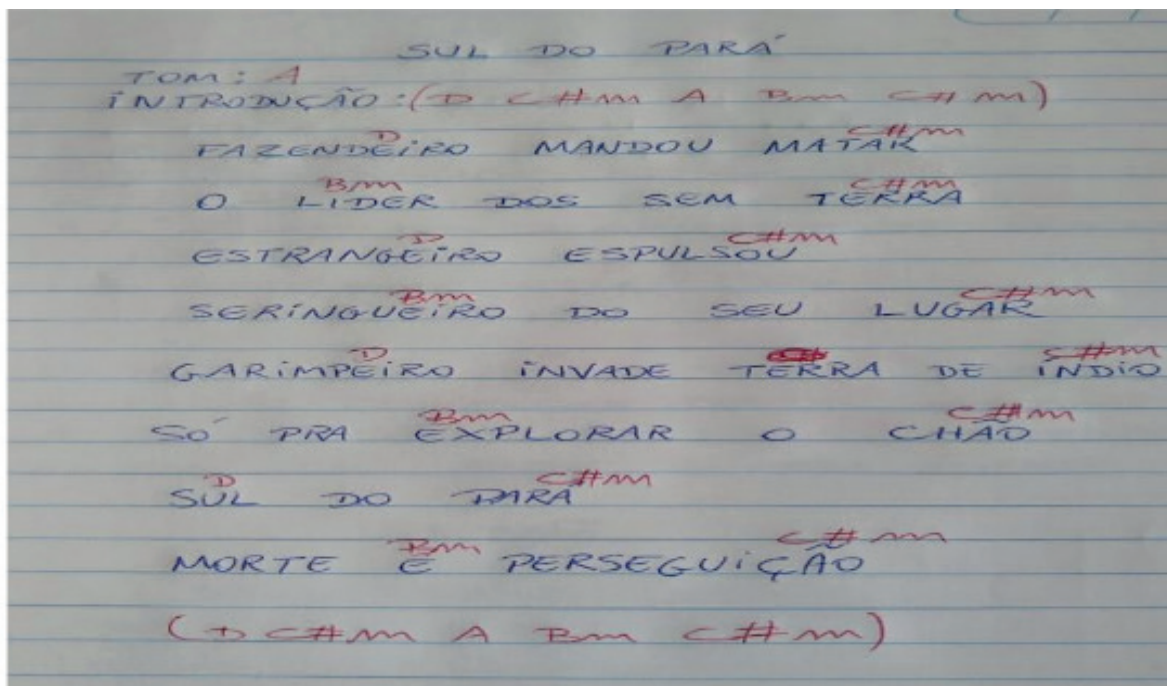 SUL DO PARÁ
TOM: A
INTRODUÇÃO: (D C#m A Bm C#m)
D C#m
FAZENDEIRO MANDOU MATAR
Bm C#m
O LIDER DOS SEM TERRA
D C#m
ESTRANGEIRO ESPULSOU
Bm C#m
SERINGUEIRO DO SEU LUGAR
D C#m
GARIMPEIRO INVADE TERRA DE ÍNDIO
Bm C#m
SÓ PRA EXPLORAR O CHÃO
D C#m
SUL DO PARÁ
Bm C#m
MORTE E PERSEGUIÇÃO
(D C#m A Bm C#m)